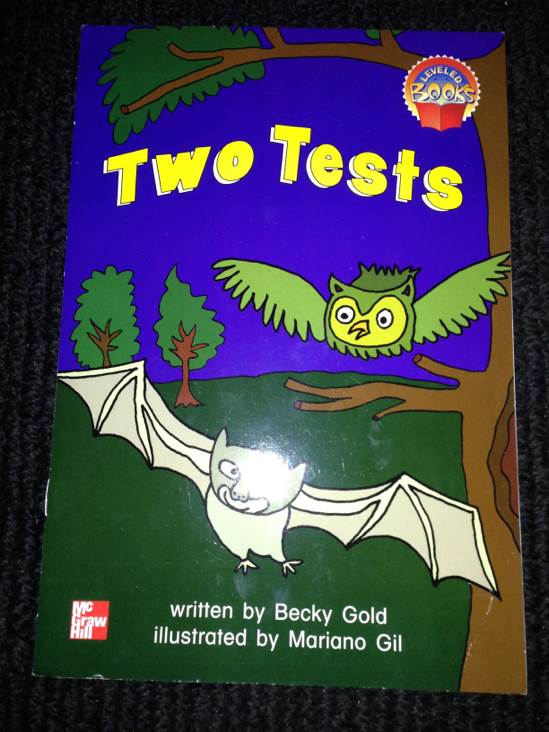 LEVELED
BOOKS
Two Tests
Mc
Graw
Hill
written by Becky Gold
illustrated by Mariano Gil